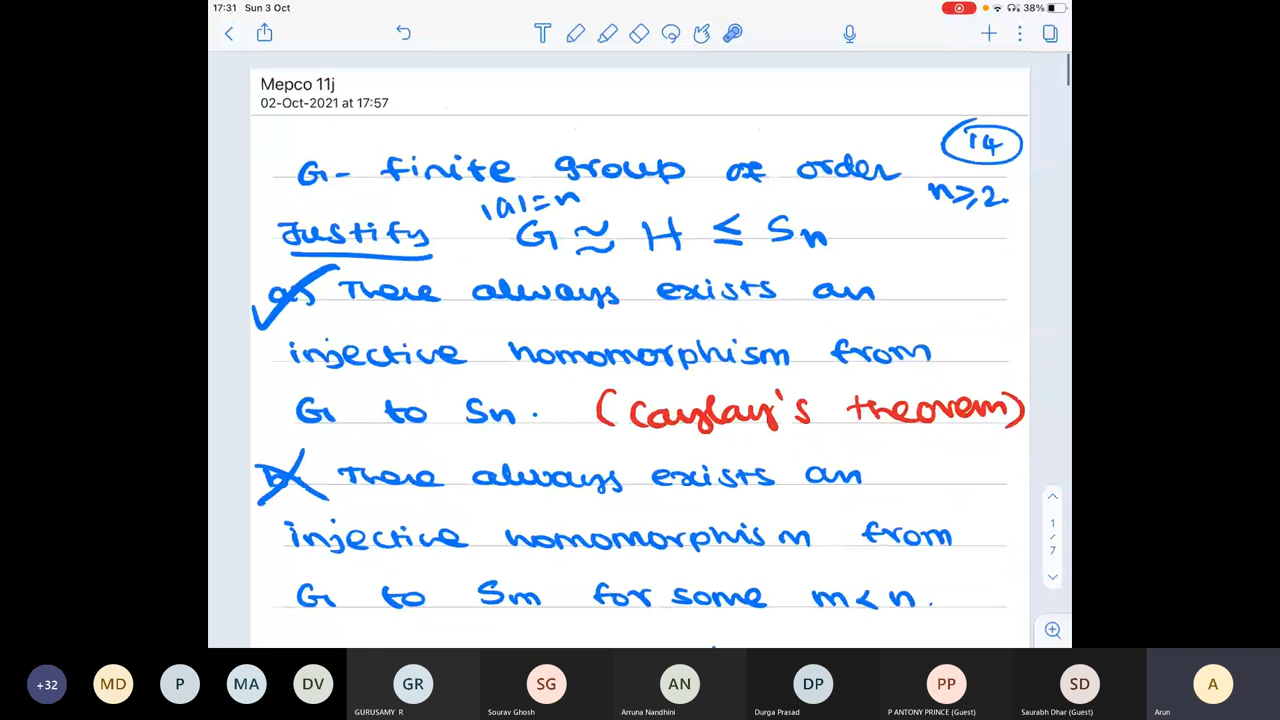 17:31 Sun 3 Oct
38%
Mepco 11j
02-Oct-2021 at 17:57
14
G - finite group of order
n ≥ 2.
|G| = n
Justify G ≅ H ≤ Sn
a) There always exists an
injective homomorphism from
G to Sn. (Cayley's theorem)
b) There always exists an
injective homomorphism from
G to Sm for some m < n.
1
/
7
+32
MD
P
MA
DV
GR
SG
AN
DP
PP
SD
A
GURUSAMY R
Sourav Ghosh
Arruna Nandhini
Durga Prasad
P ANTONY PRINCE (Guest)
Saurabh Dhar (Guest)
Arun